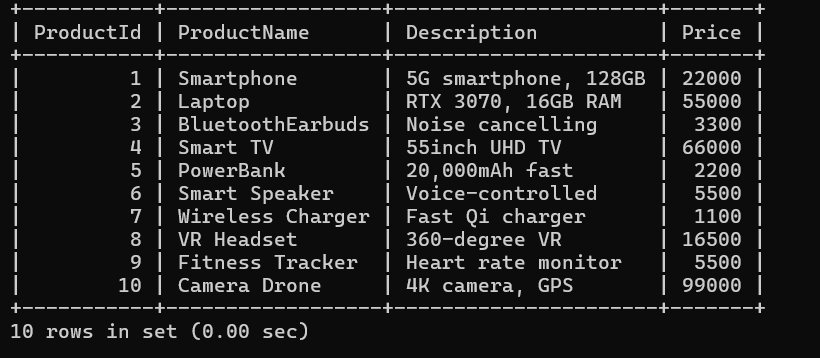 +-----------+------------------+----------------------+-------+
| ProductId | ProductName      | Description          | Price |
+-----------+------------------+----------------------+-------+
|         1 | Smartphone       | 5G smartphone, 128GB | 22000 |
|         2 | Laptop           | RTX 3070, 16GB RAM   | 55000 |
|         3 | BluetoothEarbuds | Noise cancelling     |  3300 |
|         4 | Smart TV         | 55inch UHD TV        | 66000 |
|         5 | PowerBank        | 20,000mAh fast       |  2200 |
|         6 | Smart Speaker    | Voice-controlled     |  5500 |
|         7 | Wireless Charger | Fast Qi charger      |  1100 |
|         8 | VR Headset       | 360-degree VR        | 16500 |
|         9 | Fitness Tracker  | Heart rate monitor   |  5500 |
|        10 | Camera Drone     | 4K camera, GPS       | 99000 |
+-----------+------------------+----------------------+-------+
10 rows in set (0.00 sec)